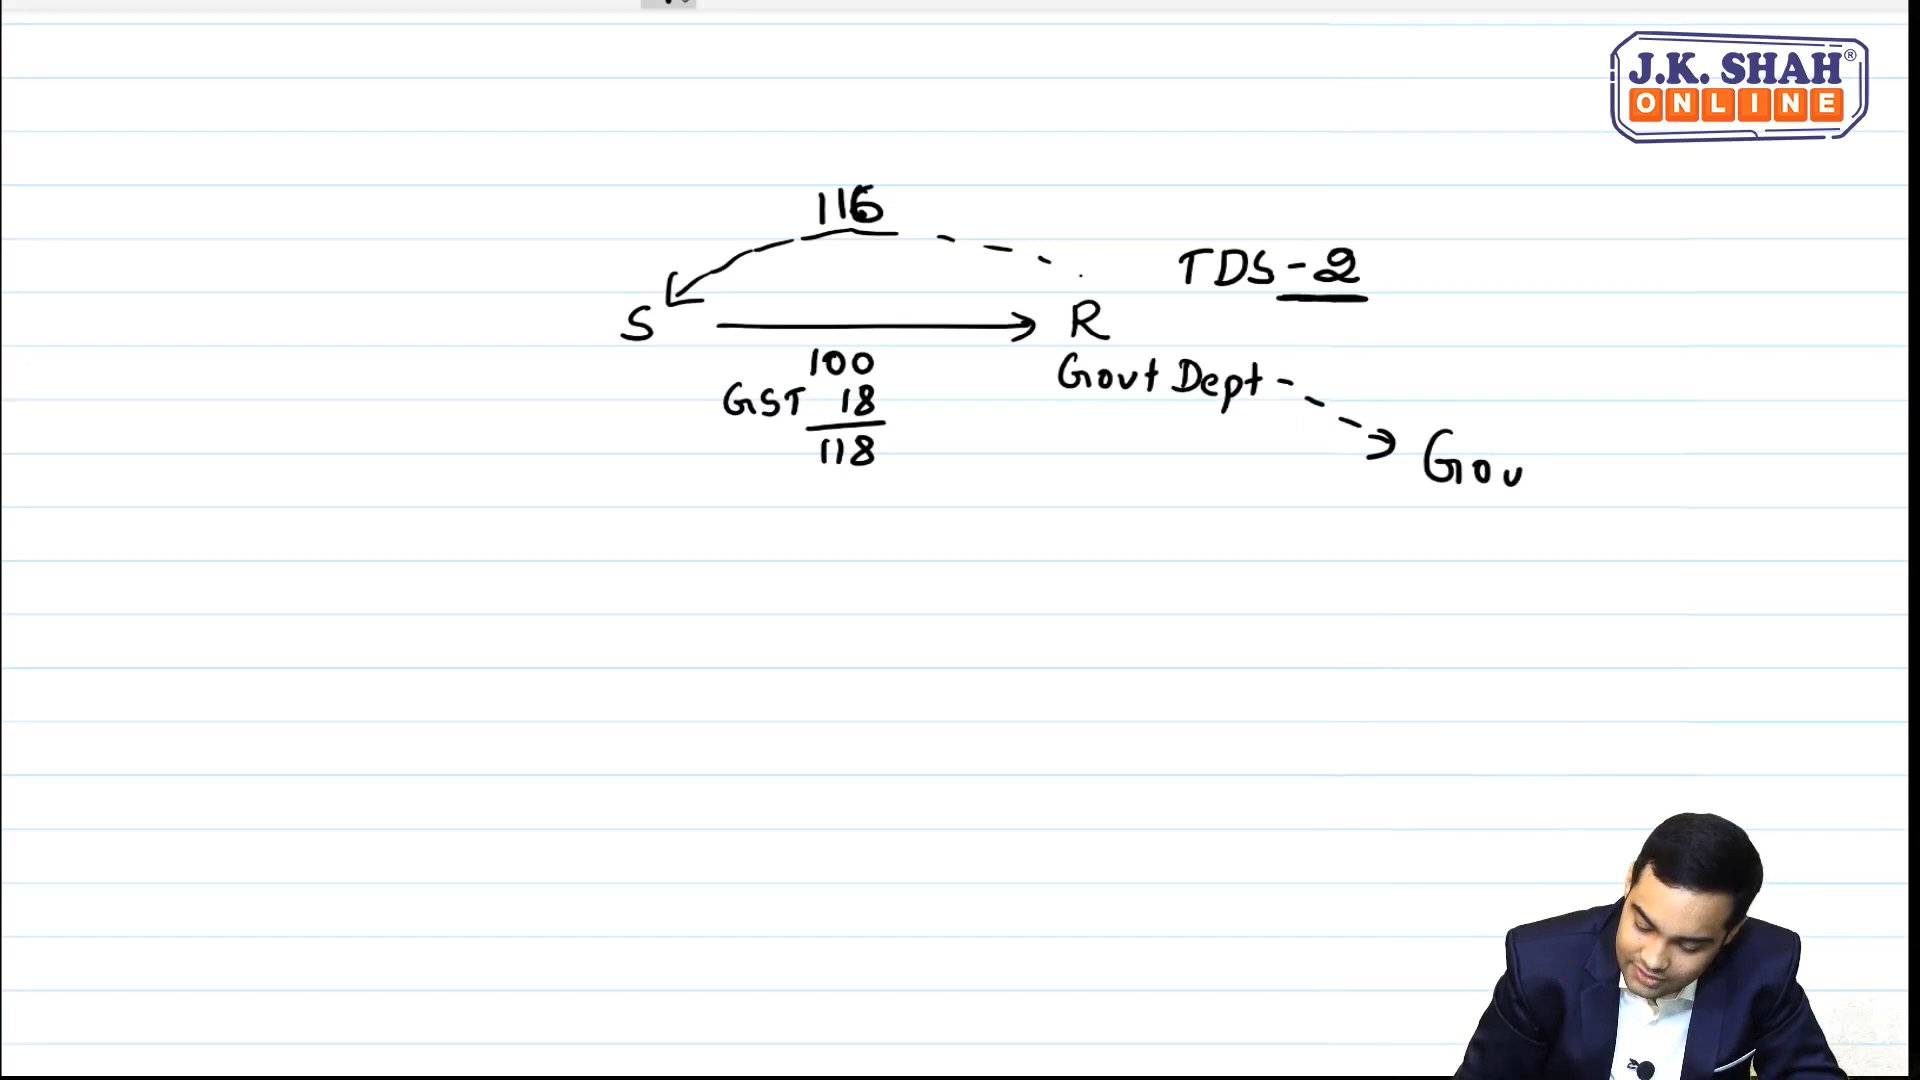 J.K. SHAH®
ONLINE
116
TDS - 2
S
R
100
Govt Dept
GST 18
118
Gov